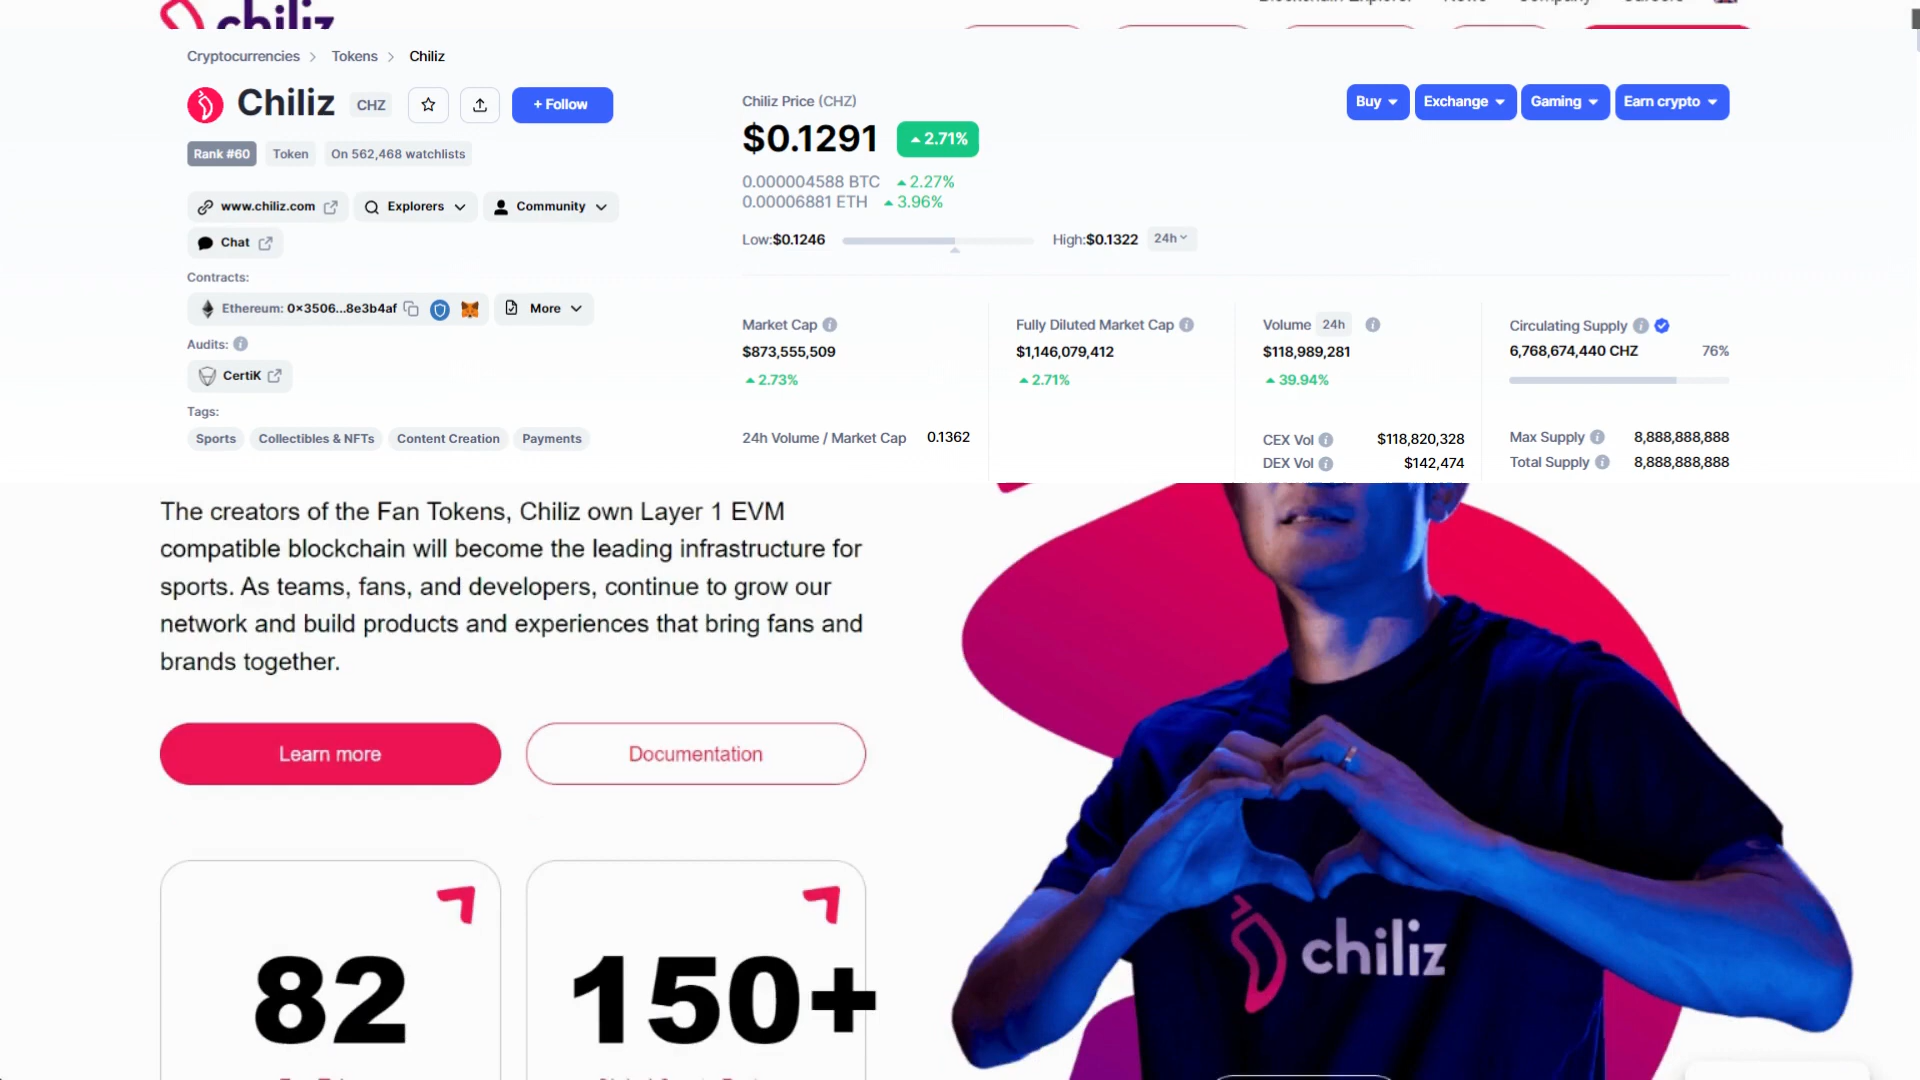 chiliz
Cryptocurrencies
Tokens
Chiliz
Chiliz
CHZ
+ Follow
Rank #60
Token
On 562,468 watchlists
www.chiliz.com
Explorers
Community
Chat
Contracts:
Ethereum: 0x3506...8e3b4af
More
Audits:
CertiK
Tags:
Sports
Collectibles & NFTs
Content Creation
Payments
Chiliz Price (CHZ)
$0.1291
2.71%
0.000004588 BTC
2.27%
0.00006881 ETH
3.96%
Low:$0.1246
High:$0.1322
24h
Buy
Exchange
Gaming
Earn crypto
Market Cap
$873,555,509
2.73%
24h Volume / Market Cap
0.1362
Fully Diluted Market Cap
$1,146,079,412
2.71%
Volume
24h
$118,989,281
39.94%
CEX Vol
$118,820,328
DEX Vol
$142,474
Circulating Supply
6,768,674,440 CHZ
76%
Max Supply
8,888,888,888
Total Supply
8,888,888,888
The creators of the Fan Tokens, Chiliz own Layer 1 EVM
compatible blockchain will become the leading infrastructure for
sports. As teams, fans, and developers, continue to grow our
network and build products and experiences that bring fans and
brands together.
Learn more
Documentation
82
150+
chiliz